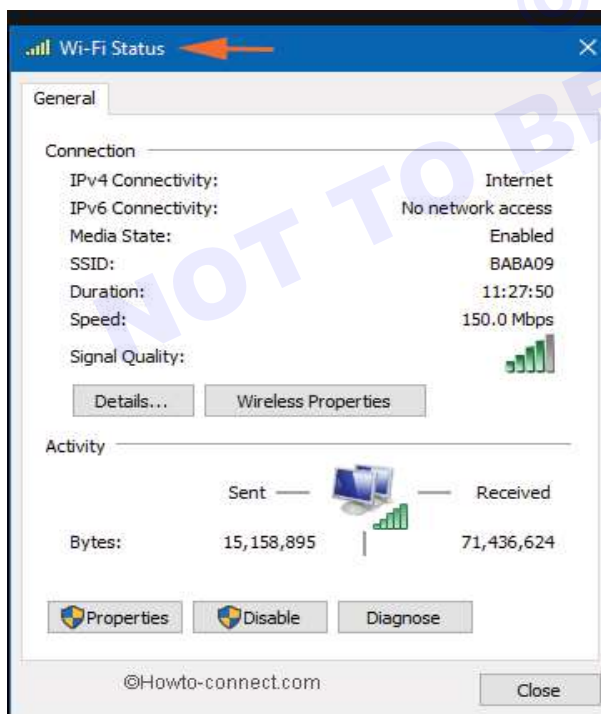 Wi-Fi Status
General
Connection
IPv4 Connectivity: Internet
IPv6 Connectivity: No network access
Media State: Enabled
SSID: BABA09
Duration: 11:27:50
Speed: 150.0 Mbps
Signal Quality:
Details... Wireless Properties
Activity
Sent Received
Bytes: 15,158,895 71,436,624
Properties Disable Diagnose
©Howto-connect.com
Close
NOT TO BE